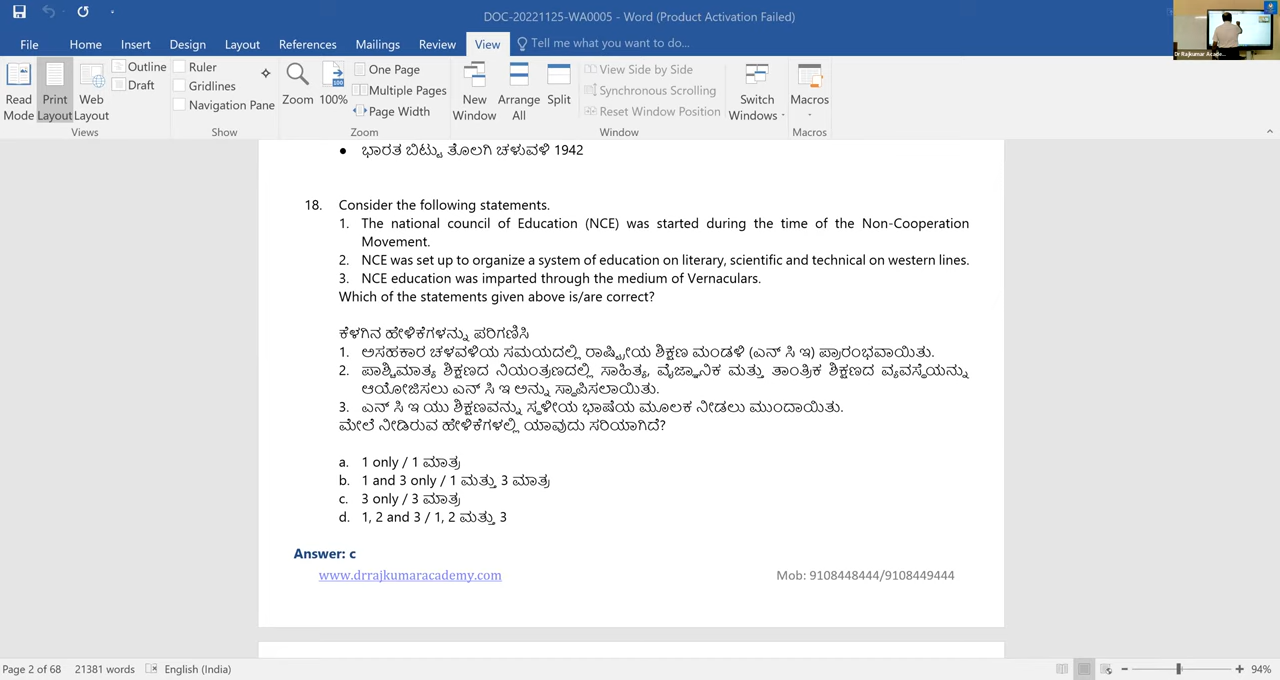 DOC-20221125-WA0005 - Word (Product Activation Failed)
File Home Insert Design Layout References Mailings Review View Tell me what you want to do...
Read Mode
Print Layout
Web Layout
Outline
Draft
Views
Ruler
Gridlines
Navigation Pane
Show
Zoom
100%
One Page
Multiple Pages
Page Width
Zoom
New Window
Arrange All
Split
View Side by Side
Synchronous Scrolling
Reset Window Position
Window
Switch Windows
Macros
Macros
• ಭಾರತ ಬಿಟ್ಟು ತೊಲಗಿ ಚಳುವಳಿ 1942
18. Consider the following statements.
1. The national council of Education (NCE) was started during the time of the Non-Cooperation
Movement.
2. NCE was set up to organize a system of education on literary, scientific and technical on western lines.
3. NCE education was imparted through the medium of Vernaculars.
Which of the statements given above is/are correct?
ಕೆಳಗಿನ ಹೇಳಿಕೆಗಳನ್ನು ಪರಿಗಣಿಸಿ
1. ಅಸಹಕಾರ ಚಳವಳಿಯ ಸಮಯದಲ್ಲಿ ರಾಷ್ಟ್ರೀಯ ಶಿಕ್ಷಣ ಮಂಡಳಿ (ಎನ್ ಸಿ ಇ) ಪ್ರಾರಂಭವಾಯಿತು.
2. ಪಾಶ್ಚಿಮಾತ್ಯ ಶಿಕ್ಷಣದ ನಿಯಂತ್ರಣದಲ್ಲಿ ಸಾಹಿತ್ಯ, ವೈಜ್ಞಾನಿಕ ಮತ್ತು ತಾಂತ್ರಿಕ ಶಿಕ್ಷಣದ ವ್ಯವಸ್ಥೆಯನ್ನು
ಆಯೋಜಿಸಲು ಎನ್ ಸಿ ಇ ಅನ್ನು ಸ್ಥಾಪಿಸಲಾಯಿತು.
3. ಎನ್ ಸಿ ಇ ಯು ಶಿಕ್ಷಣವನ್ನು ಸ್ಥಳೀಯ ಭಾಷೆಯ ಮೂಲಕ ನೀಡಲು ಮುಂದಾಯಿತು.
ಮೇಲೆ ನೀಡಿರುವ ಹೇಳಿಕೆಗಳಲ್ಲಿ ಯಾವುದು ಸರಿಯಾಗಿದೆ?
a. 1 only / 1 ಮಾತ್ರ
b. 1 and 3 only / 1 ಮತ್ತು 3 ಮಾತ್ರ
c. 3 only / 3 ಮಾತ್ರ
d. 1, 2 and 3 / 1, 2 ಮತ್ತು 3
Answer: c
www.drrajkumaracademy.com Mob: 9108448444/9108449444
Page 2 of 68 21381 words English (India) 94%